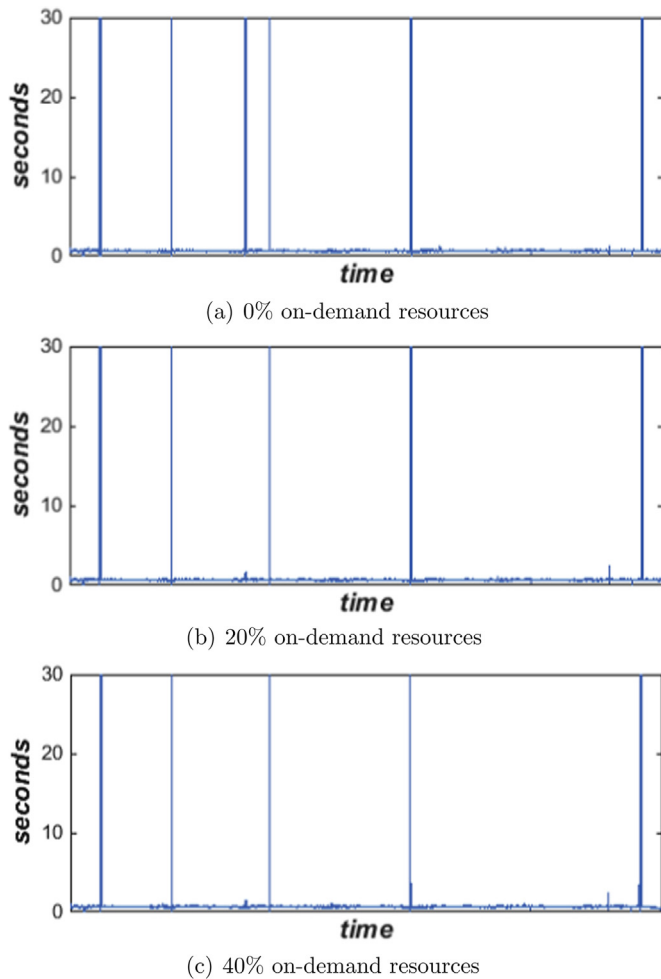 30
20
seconds
10
0
time
(a) 0% on-demand resources
30
20
seconds
10
0
time
(b) 20% on-demand resources
30
20
seconds
10
0
time
(c) 40% on-demand resources